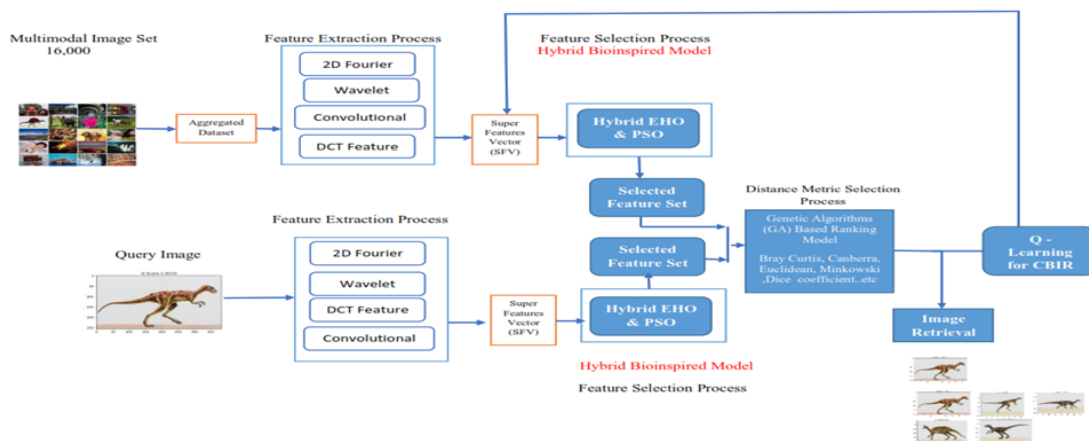 Multimodal Image Set
16,000
Feature Extraction Process
Feature Selection Process
Hybrid Bioinspired Model
Aggregated
Dataset
2D Fourier
Wavelet
Convolutional
DCT Feature
Super
Features
Vector
(SFV)
Hybrid EHO
& PSO
Selected
Feature Set
Distance Metric Selection
Process
Genetic Algorithms
(GA) Based Ranking
Model
Bray Curtis, Canberra,
Euclidean, Minkowski
,Dice coefficient..etc
Q -
Learning
for CBIR
Image
Retrieval
Query Image
Feature Extraction Process
2D Fourier
Wavelet
DCT Feature
Convolutional
Super
Features
Vector
(SFV)
Selected
Feature Set
Hybrid EHO
& PSO
Hybrid Bioinspired Model
Feature Selection Process